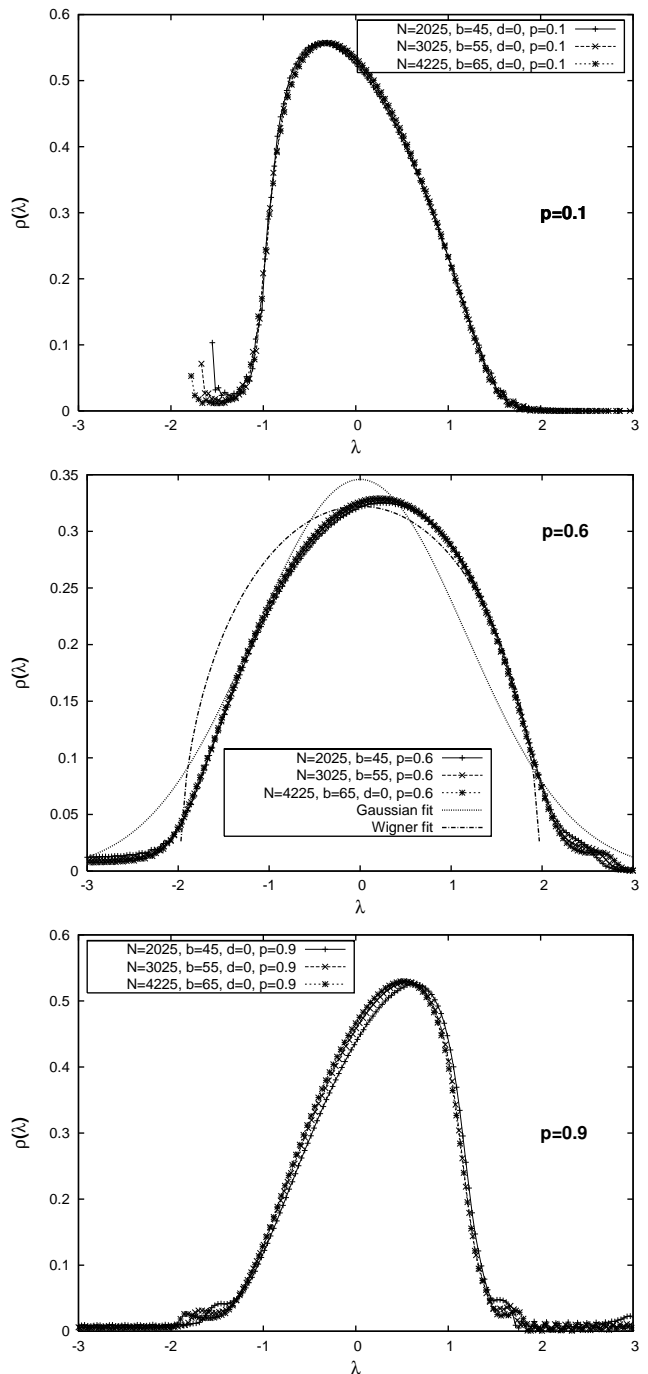 0.6
0.5
0.4
0.3
0.2
0.1
0
-3 -2 -1 0 1 2 3
ρ(λ)
λ
N=2025, b=45, d=0, p=0.1
N=3025, b=55, d=0, p=0.1
N=4225, b=65, d=0, p=0.1
p=0.1
0.35
0.3
0.25
0.2
0.15
0.1
0.05
0
-3 -2 -1 0 1 2 3
ρ(λ)
λ
p=0.6
N=2025, b=45, p=0.6
N=3025, b=55, p=0.6
N=4225, b=65, d=0, p=0.6
Gaussian fit
Wigner fit
0.6
0.5
0.4
0.3
0.2
0.1
0
-3 -2 -1 0 1 2 3
ρ(λ)
λ
N=2025, b=45, d=0, p=0.9
N=3025, b=55, d=0, p=0.9
N=4225, b=65, d=0, p=0.9
p=0.9